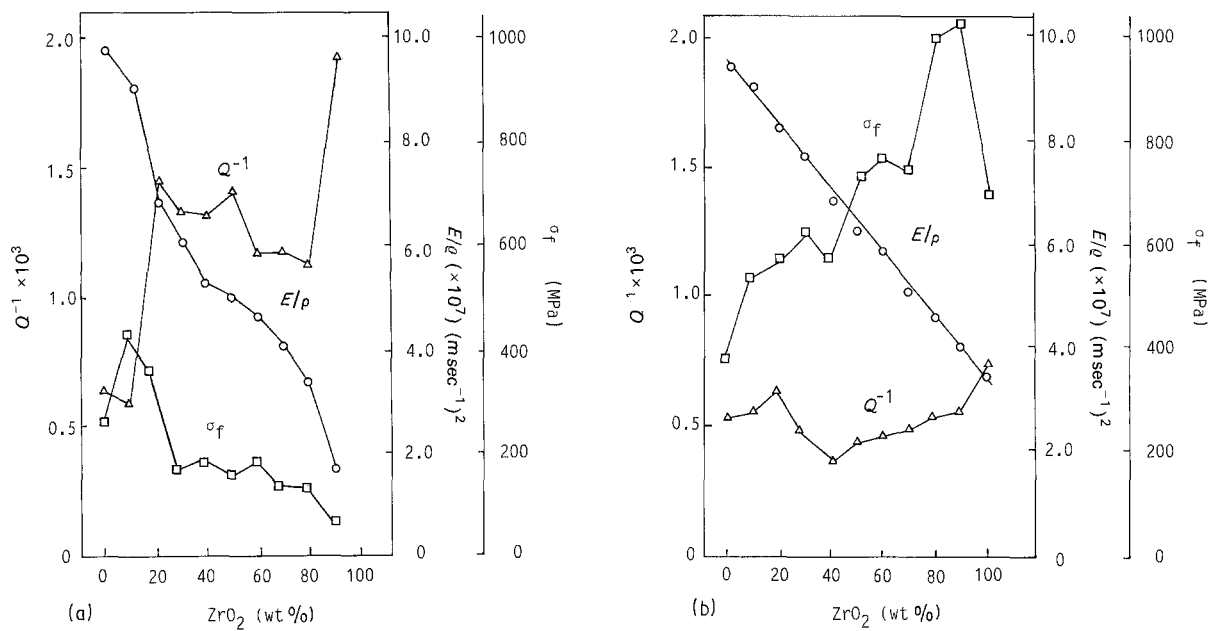 2.0
1.5
1.0
0.5
0
Q⁻¹ ×10³
10.0
8.0
6.0
4.0
2.0
0
E/ρ (×10⁷) (msec⁻¹)²
1000
800
600
400
200
0
σf (MPa)
Q⁻¹
E/ρ
σf
0 20 40 60 80 100
(a) ZrO₂ (wt %)
2.0
1.5
1.0
0.5
0
Q⁻¹ ×10³
10.0
8.0
6.0
4.0
2.0
0
E/ρ (×10⁷) (msec⁻¹)²
1000
800
600
400
200
0
σf (MPa)
σf
E/ρ
Q⁻¹
0 20 40 60 80 100
(b) ZrO₂ (wt %)